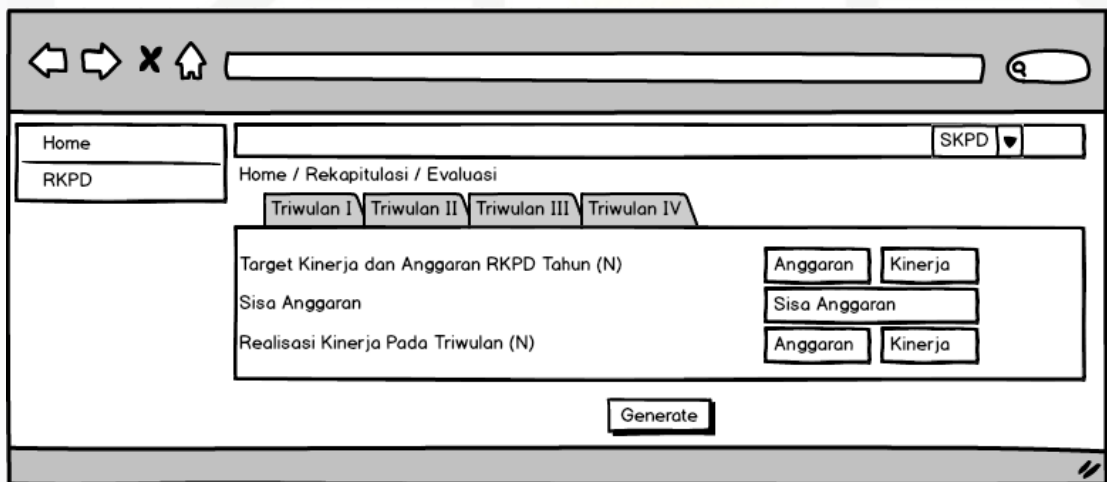 Home
RKPD
SKPD
Home / Rekapitulasi / Evaluasi
Triwulan I Triwulan II Triwulan III Triwulan IV
Target Kinerja dan Anggaran RKPD Tahun (N) Anggaran Kinerja
Sisa Anggaran Sisa Anggaran
Realisasi Kinerja Pada Triwulan (N) Anggaran Kinerja
Generate